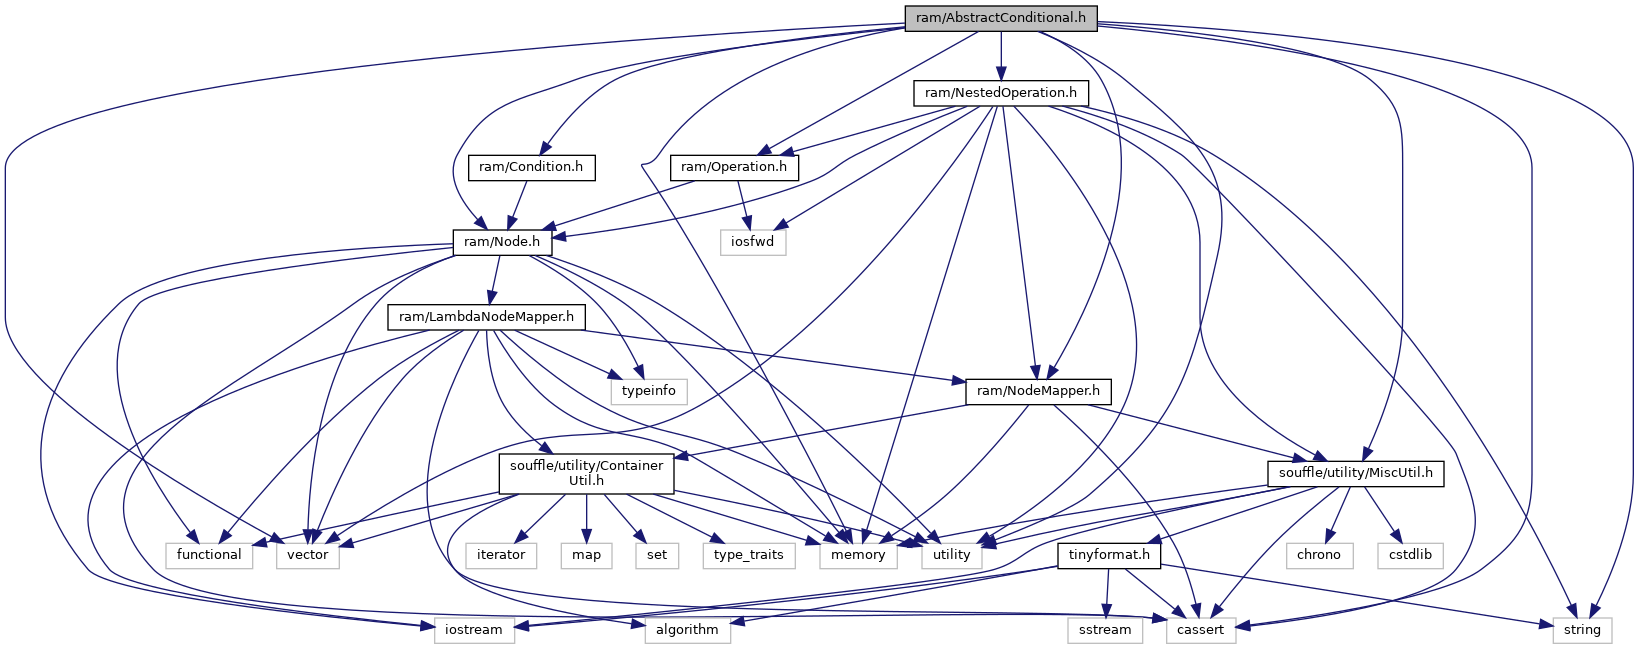 ram/AbstractConditional.h
ram/NestedOperation.h
ram/Condition.h
ram/Operation.h
ram/Node.h
iosfwd
ram/LambdaNodeMapper.h
typeinfo
ram/NodeMapper.h
souffle/utility/Container
Util.h
souffle/utility/MiscUtil.h
functional
vector
iterator
map
set
type_traits
memory
utility
tinyformat.h
chrono
cstdlib
iostream
algorithm
sstream
cassert
string